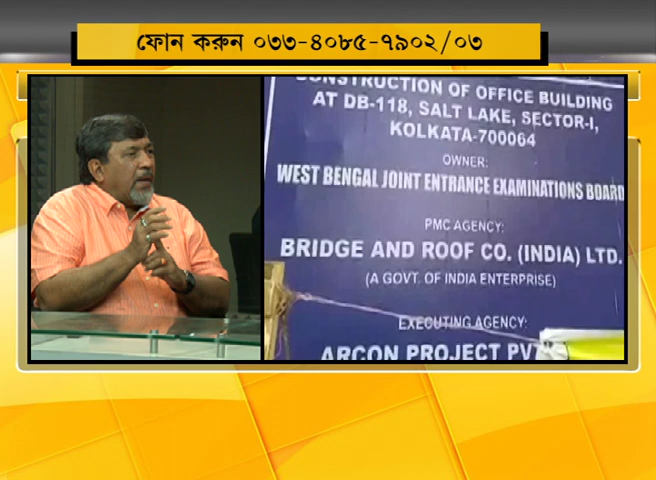 ফোন করুন ০৩৩-৪০৮৫-৭৯০২/০৩
CONSTRUCTION OF OFFICE BUILDING
AT DB-118, SALT LAKE, SECTOR-I,
KOLKATA-700064
OWNER:
WEST BENGAL JOINT ENTRANCE EXAMINATIONS BOARD
PMC AGENCY:
BRIDGE AND ROOF CO. (INDIA) LTD.
(A GOVT. OF INDIA ENTERPRISE)
EXECUTING AGENCY:
ARCON PROJECT PVT